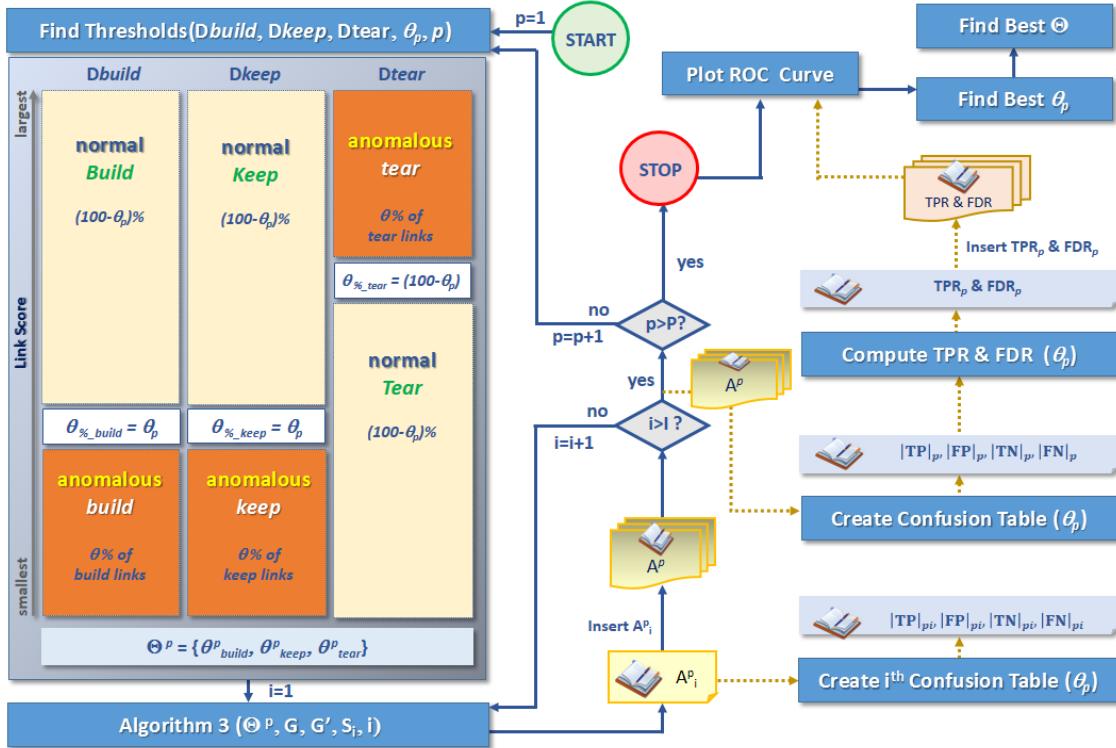 Find Thresholds(Dbuild, Dkeep, Dtear, θp, p)
p=1
START
Dbuild
Dkeep
Dtear
largest
Link Score
smallest
normal
Build
(100-θp)%
θ%_build = θp
anomalous
build
θ% of
build links
normal
Keep
(100-θp)%
θ%_keep = θp
anomalous
keep
θ% of
keep links
anomalous
tear
θ% of
tear links
θ%_tear = (100-θp)
normal
Tear
(100-θp)%
Θ p = {θpbuild, θpkeep, θptear}
i=1
Algorithm 3 (Θ p, G, G’, Si, i)
Find Best Θ
Plot ROC Curve
Find Best θp
STOP
yes
no
p>P?
p=p+1
yes
no
i>I ?
i=i+1
Ap
Ap
Insert Api
Api
TPR & FDR
Insert TPRp & FDRp
TPRp & FDRp
Compute TPR & FDR (θp)
|TP|p, |FP|p, |TN|p, |FN|p
Create Confusion Table (θp)
|TP|pi, |FP|pi, |TN|pi, |FN|pi
Create ith Confusion Table (θp)